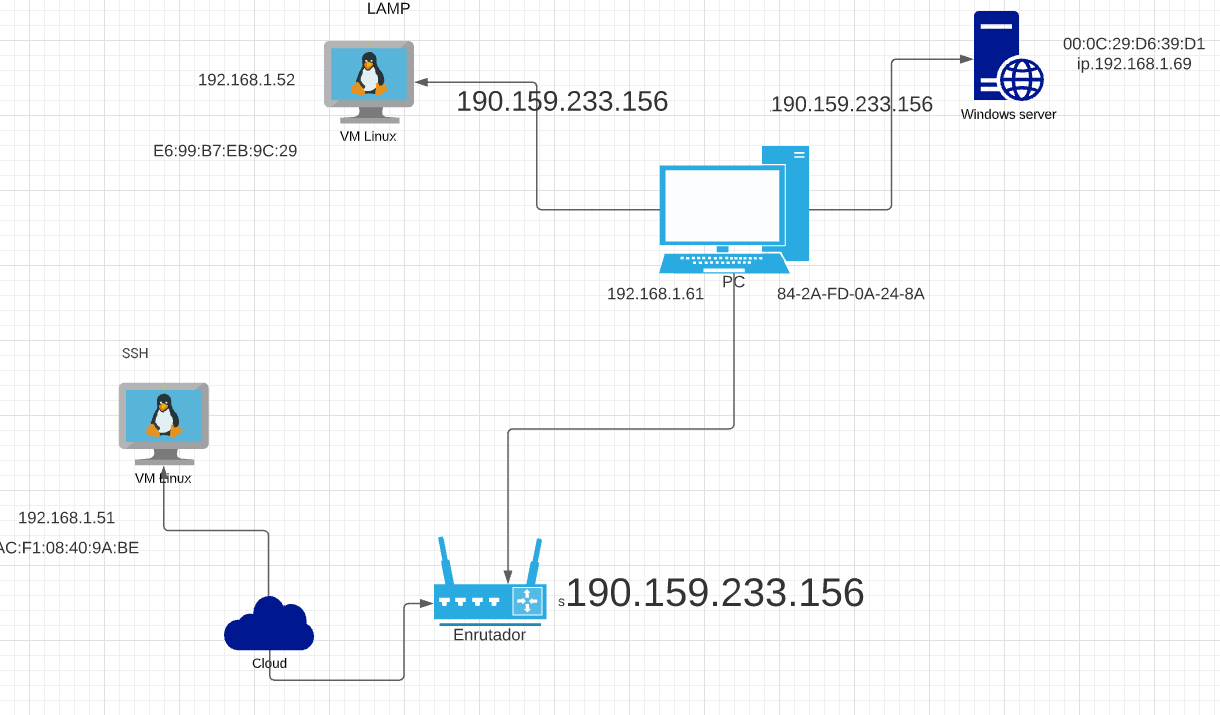 LAMP
192.168.1.52
VM Linux
E6:99:B7:EB:9C:29
190.159.233.156
190.159.233.156
00:0C:29:D6:39:D1
ip.192.168.1.69
Windows server
PC
192.168.1.61
84-2A-FD-0A-24-8A
SSH
VM Linux
192.168.1.51
AC:F1:08:40:9A:BE
Cloud
s190.159.233.156
Enrutador